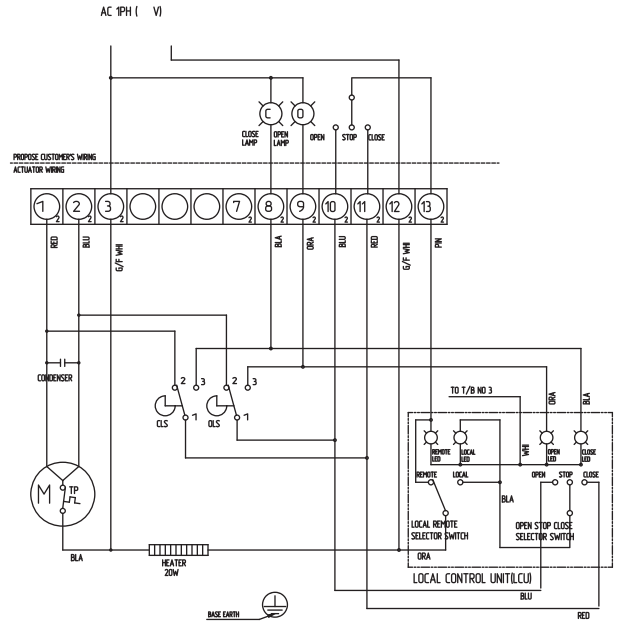 AC 1PH (    V)
CLOSE LAMP
OPEN LAMP
OPEN
STOP
CLOSE
C
O
PROPOSE CUSTOMER'S WIRING
ACTUATOR WIRING
1 2
2 2
3 2
7 2
8 2
9 2
10 2
11 2
12 2
13 2
RED
BLU
G/F WHI
BLA
ORA
BLU
RED
G/F WHI
PIN
CONDENSER
2
3
2
3
CLS
1
OLS
1
TO T/B NO 3
ORA
BLA
WHI
REMOTE LED
LOCAL LED
OPEN LED
CLOSE LED
REMOTE
LOCAL
OPEN
STOP
CLOSE
M
TP
BLA
LOCAL REMOTE
SELECTOR SWITCH
OPEN STOP CLOSE
SELECTOR SWITCH
BLA
HEATER
20W
ORA
LOCAL CONTROL UNIT(LCU)
BLU
BASE EARTH
RED